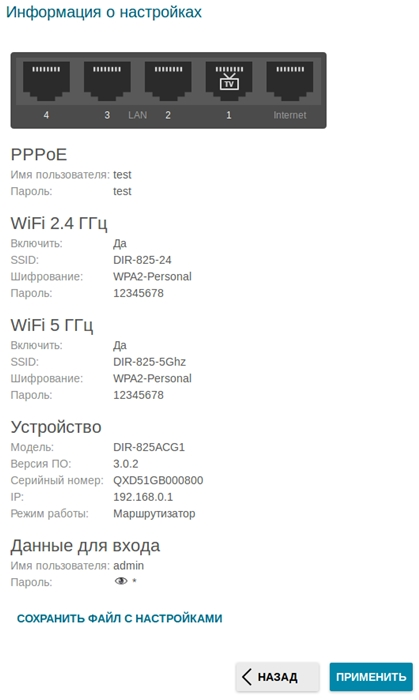 Информация о настройках
TV
4 3 LAN 2 1 Internet
PPPoE
Имя пользователя: test
Пароль: test
WiFi 2.4 ГГц
Включить: Да
SSID: DIR-825-24
Шифрование: WPA2-Personal
Пароль: 12345678
WiFi 5 ГГц
Включить: Да
SSID: DIR-825-5Ghz
Шифрование: WPA2-Personal
Пароль: 12345678
Устройство
Модель: DIR-825ACG1
Версия ПО: 3.0.2
Серийный номер: QXD51GB000800
IP: 192.168.0.1
Режим работы: Маршрутизатор
Данные для входа
Имя пользователя: admin
Пароль: *
СОХРАНИТЬ ФАЙЛ С НАСТРОЙКАМИ
НАЗАД ПРИМЕНИТЬ